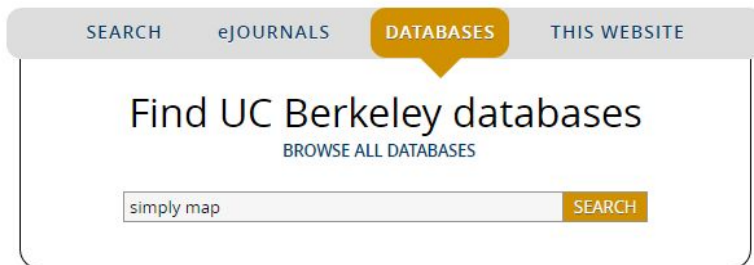 SEARCH eJOURNALS DATABASES THIS WEBSITE
Find UC Berkeley databases
BROWSE ALL DATABASES
simply map SEARCH